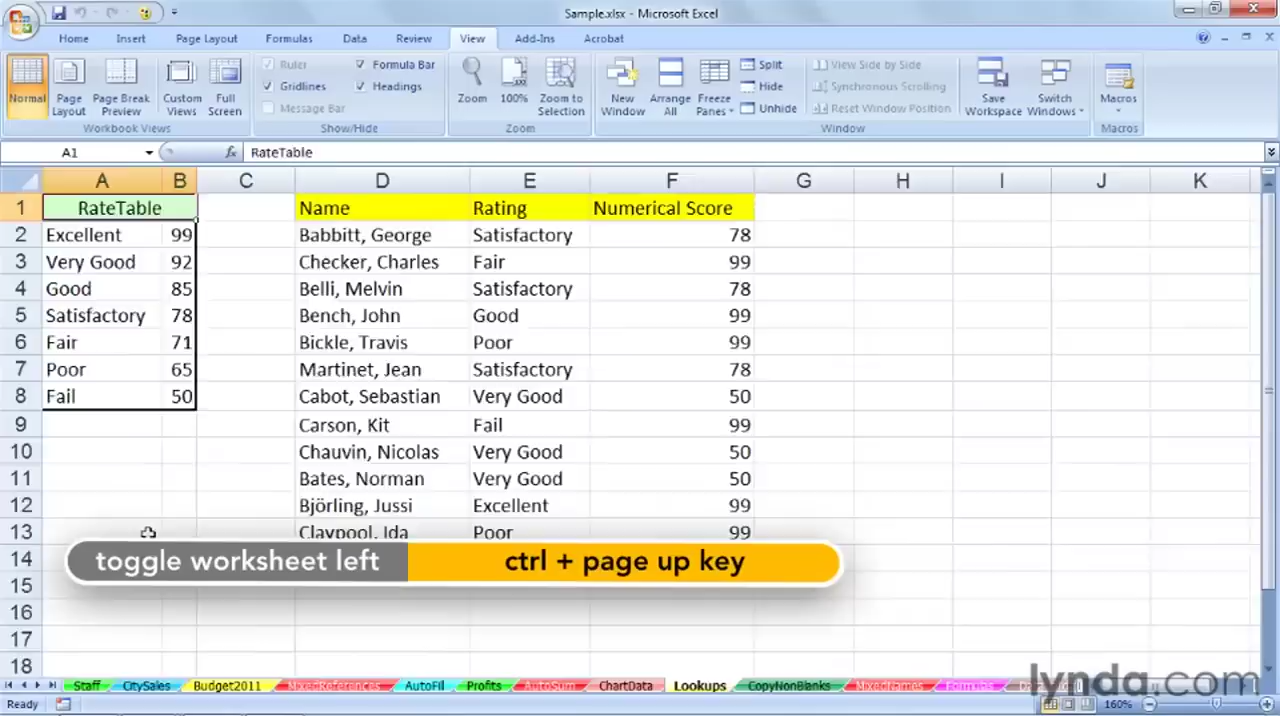 Sample.xlsx - Microsoft Excel
Home Insert Page Layout Formulas Data Review View Add-Ins Acrobat
Normal Page Layout Page Break Preview Custom Views Full Screen
Ruler Formula Bar
Gridlines Headings
Message Bar
Zoom 100% Zoom to Selection
New Window Arrange All Freeze Panes Split Hide Unhide
View Side by Side
Synchronous Scrolling
Reset Window Position
Save Workspace Switch Windows Macros
Workbook Views Show/Hide Zoom Window Macros
A1 fx RateTable
A B C D E F G H I J K
1 RateTable Name Rating Numerical Score
2 Excellent 99 Babbitt, George Satisfactory 78
3 Very Good 92 Checker, Charles Fair 99
4 Good 85 Belli, Melvin Satisfactory 78
5 Satisfactory 78 Bench, John Good 99
6 Fair 71 Bickle, Travis Poor 99
7 Poor 65 Martinet, Jean Satisfactory 78
8 Fail 50 Cabot, Sebastian Very Good 50
9 Carson, Kit Fail 99
10 Chauvin, Nicolas Very Good 50
11 Bates, Norman Very Good 50
12 Björling, Jussi Excellent 99
13 Claypool, Ida Poor 99
14
toggle worksheet left ctrl + page up key
15
16
17
18
Staff CitySales Budget2011 MixedReferences AutoFill Profits AutoSum ChartData Lookups CopyNonBlanks MixedNames Formulas
lynda.com
Ready 160%